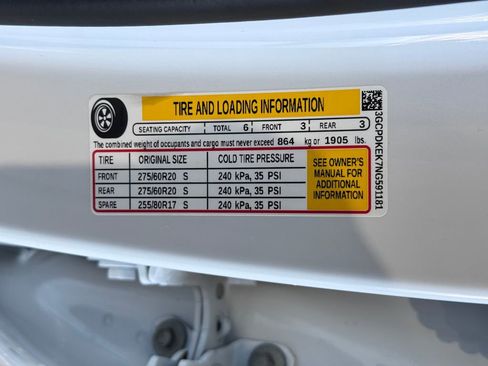 TIRE AND LOADING INFORMATION
SEATING CAPACITY TOTAL 6 FRONT 3 REAR 3
The combined weight of occupants and cargo must never exceed 864 kg or 1905 lbs.
TIRE ORIGINAL SIZE COLD TIRE PRESSURE
FRONT 275/60R20 S 240 kPa, 35 PSI
REAR 275/60R20 S 240 kPa, 35 PSI
SPARE 255/80R17 S 240 kPa, 35 PSI
SEE OWNER'S
MANUAL FOR
ADDITIONAL
INFORMATION
3GCPDKEK7NG591181